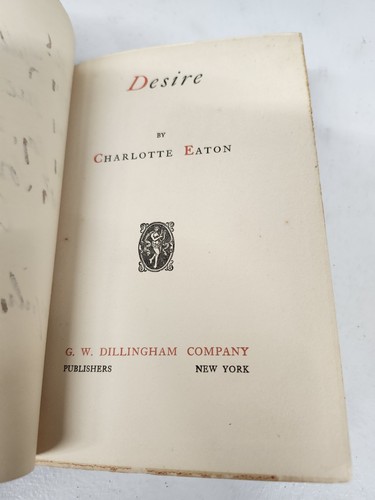 Desire
BY
CHARLOTTE EATON
G. W. DILLINGHAM COMPANY
PUBLISHERS NEW YORK